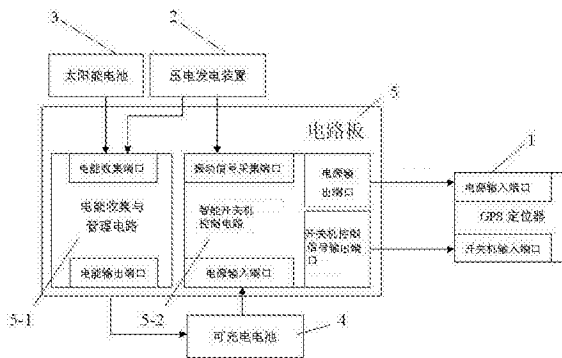 3
2
太阳能电池
压电发电装置
5
电路板
1
电能收集端口
振动信号采集端口
电源输
出端口
电源输入端口
电能收集与
管理电路
智能开关机
控制电路
GPS 定位器
开关机控制
信号输出端
口
开关机输入端口
电能输出端口
电源输入端口
5-1
5-2
可充电电池
4